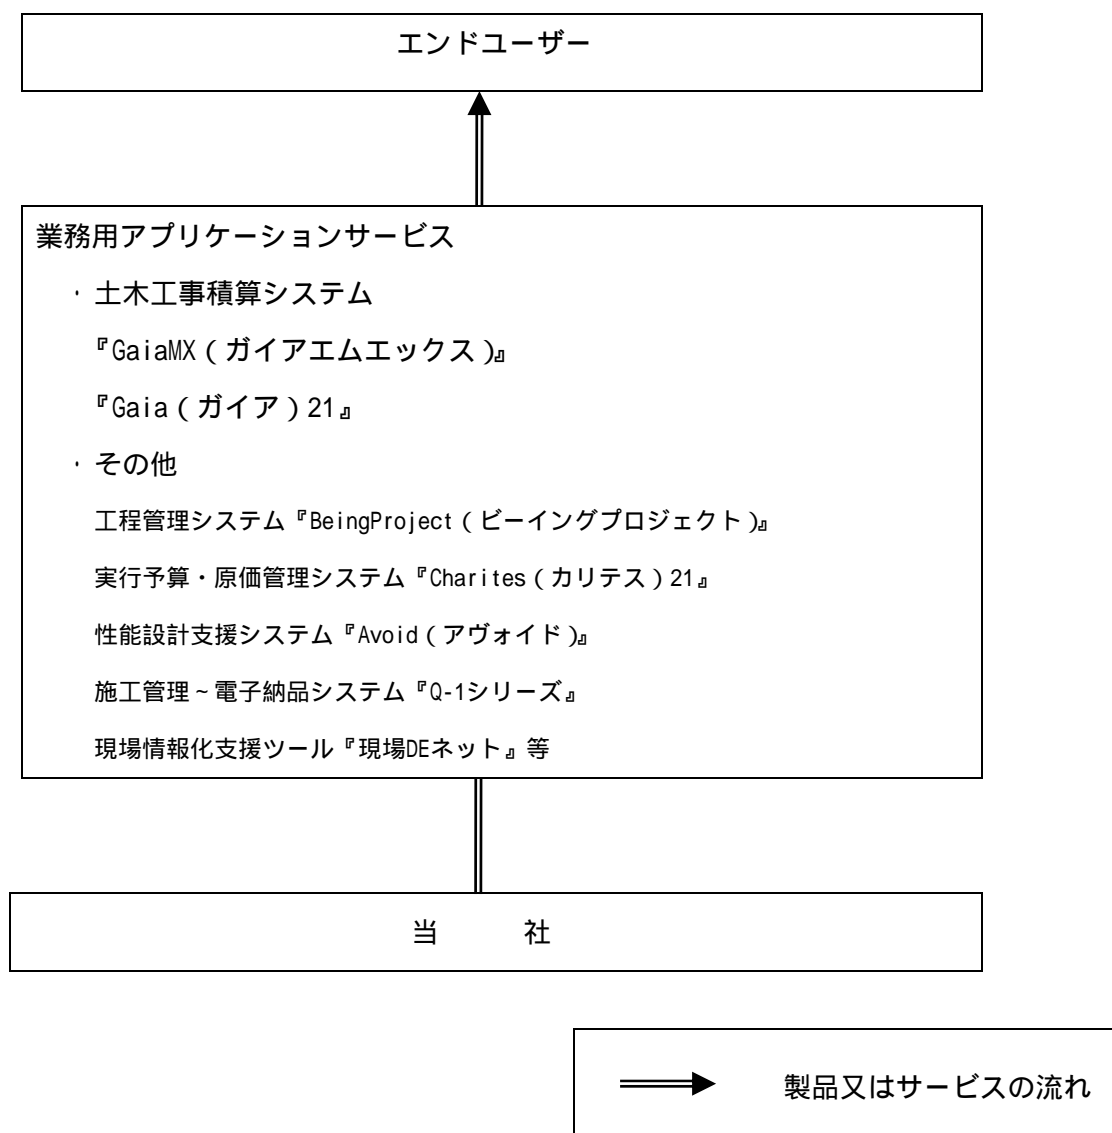 エンドユーザー
業務用アプリケーションサービス
・土木工事積算システム
『GaiaMX(ガイアエムエックス)』
『Gaia(ガイア)21』
・その他
工程管理システム『BeingProject(ビーイングプロジェクト)』
実行予算・原価管理システム『Charites(カリテス)21』
性能設計支援システム『Avoid(アヴォイド)』
施工管理~電子納品システム『Q-1シリーズ』
現場情報化支援ツール『現場DEネット』等
当 社
製品又はサービスの流れ